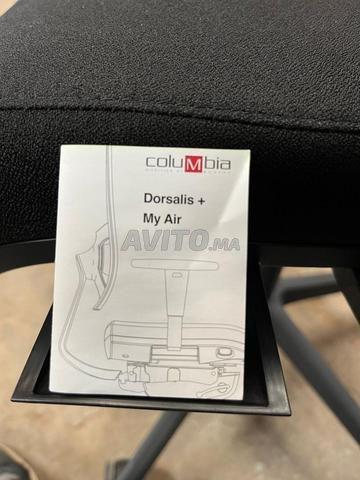 coluMbia
Dorsalis +
My Air
AVITO.ma